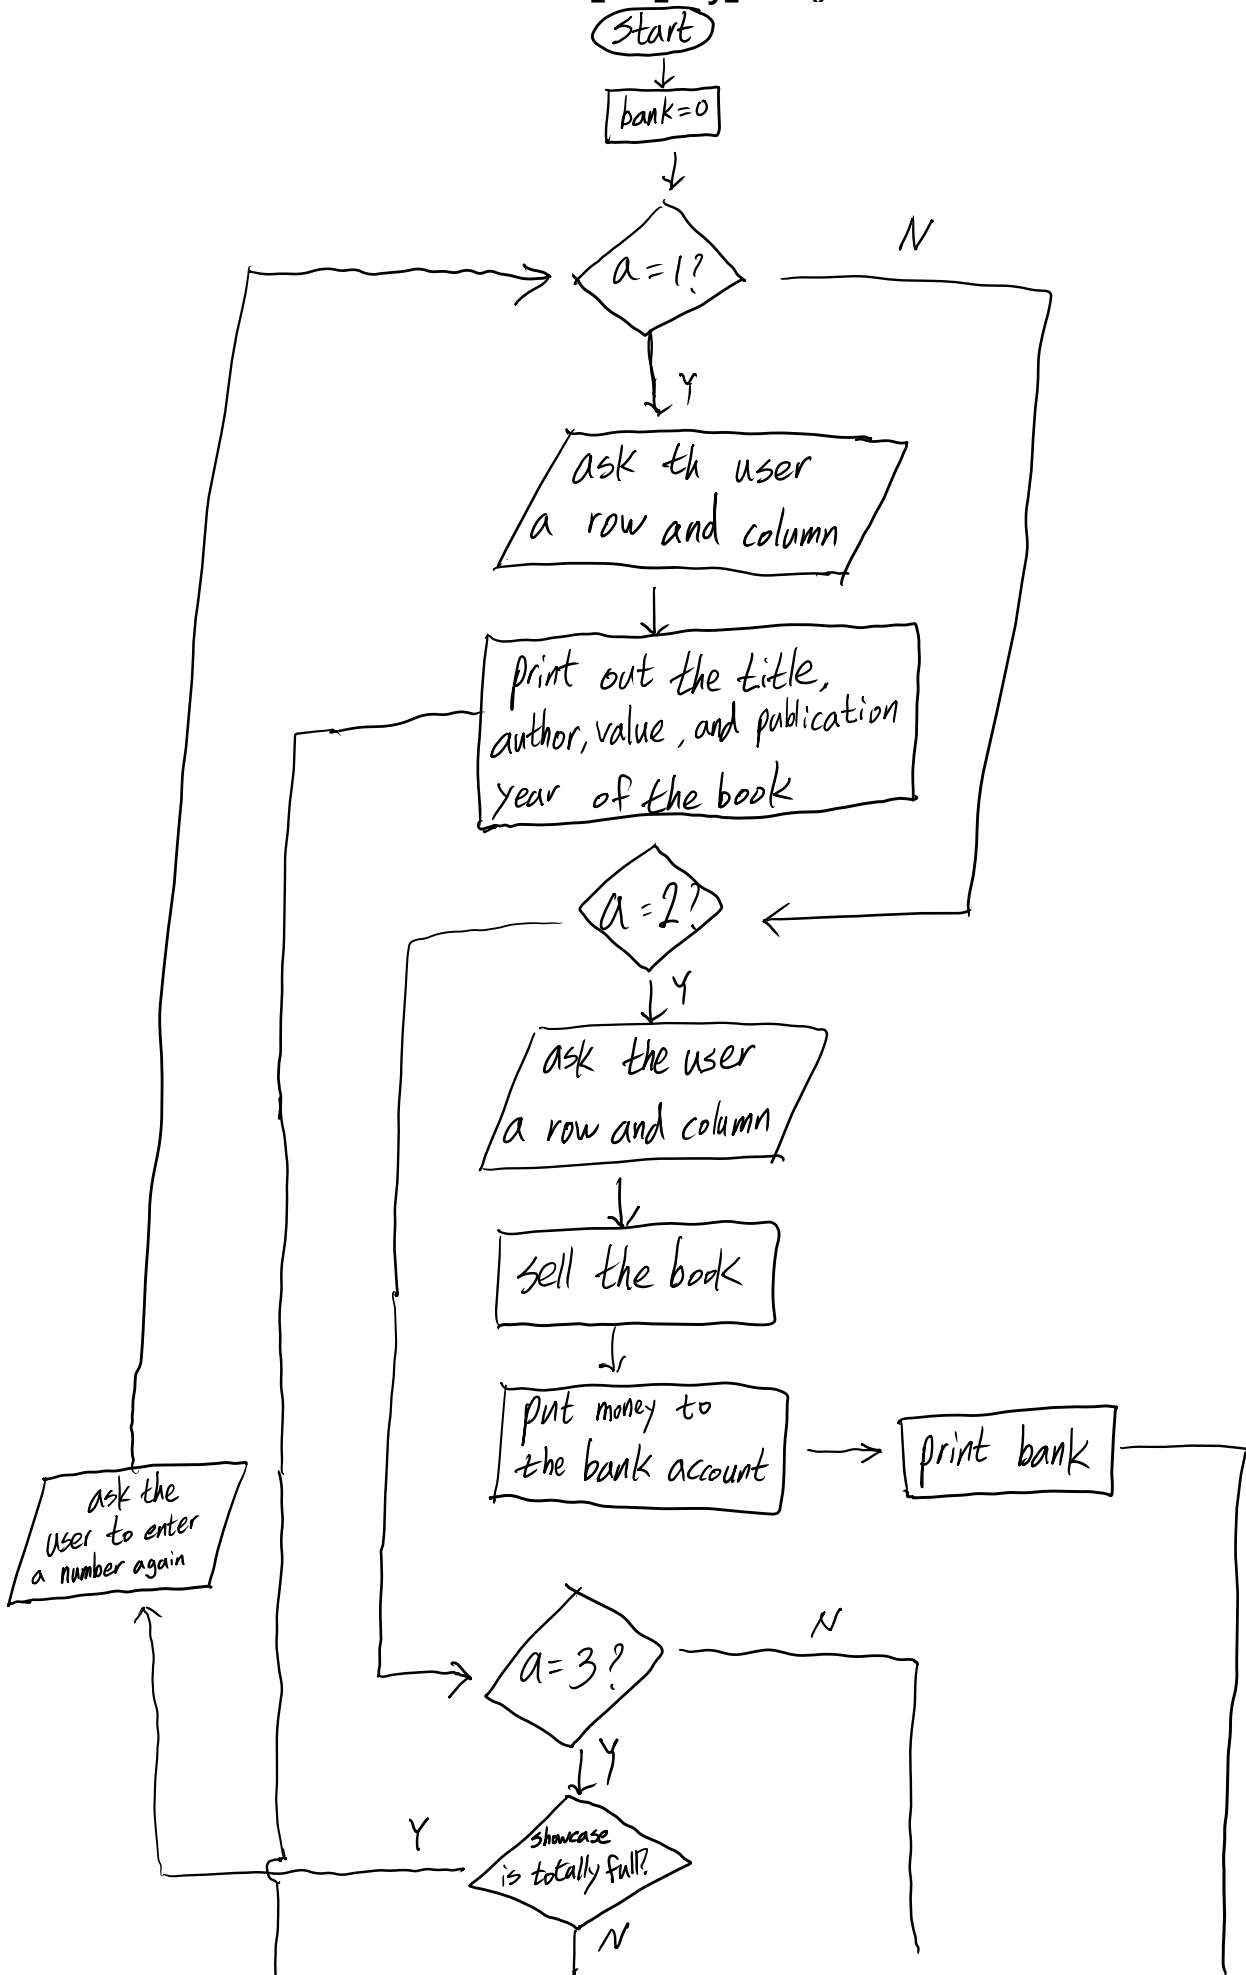 Start
bank=0
a=1?
N
Y
ask th user
a row and column
print out the title,
author, value, and publication
year of the book
a=2?
Y
ask the user
a row and column
sell the book
put money to
the bank account
print bank
ask the
user to enter
a number again
a=3?
N
Y
showcase
is totally full?
Y
N